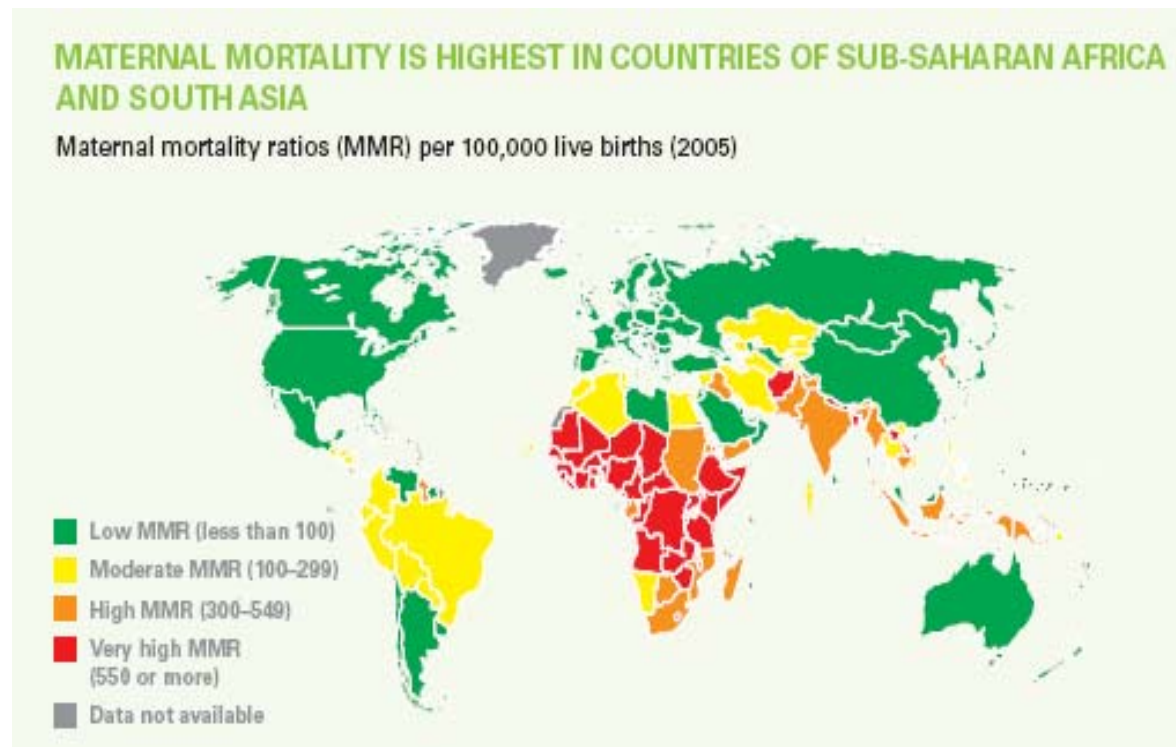 MATERNAL MORTALITY IS HIGHEST IN COUNTRIES OF SUB-SAHARAN AFRICA
AND SOUTH ASIA
Maternal mortality ratios (MMR) per 100,000 live births (2005)
Low MMR (less than 100)
Moderate MMR (100–299)
High MMR (300–549)
Very high MMR
(550 or more)
Data not available